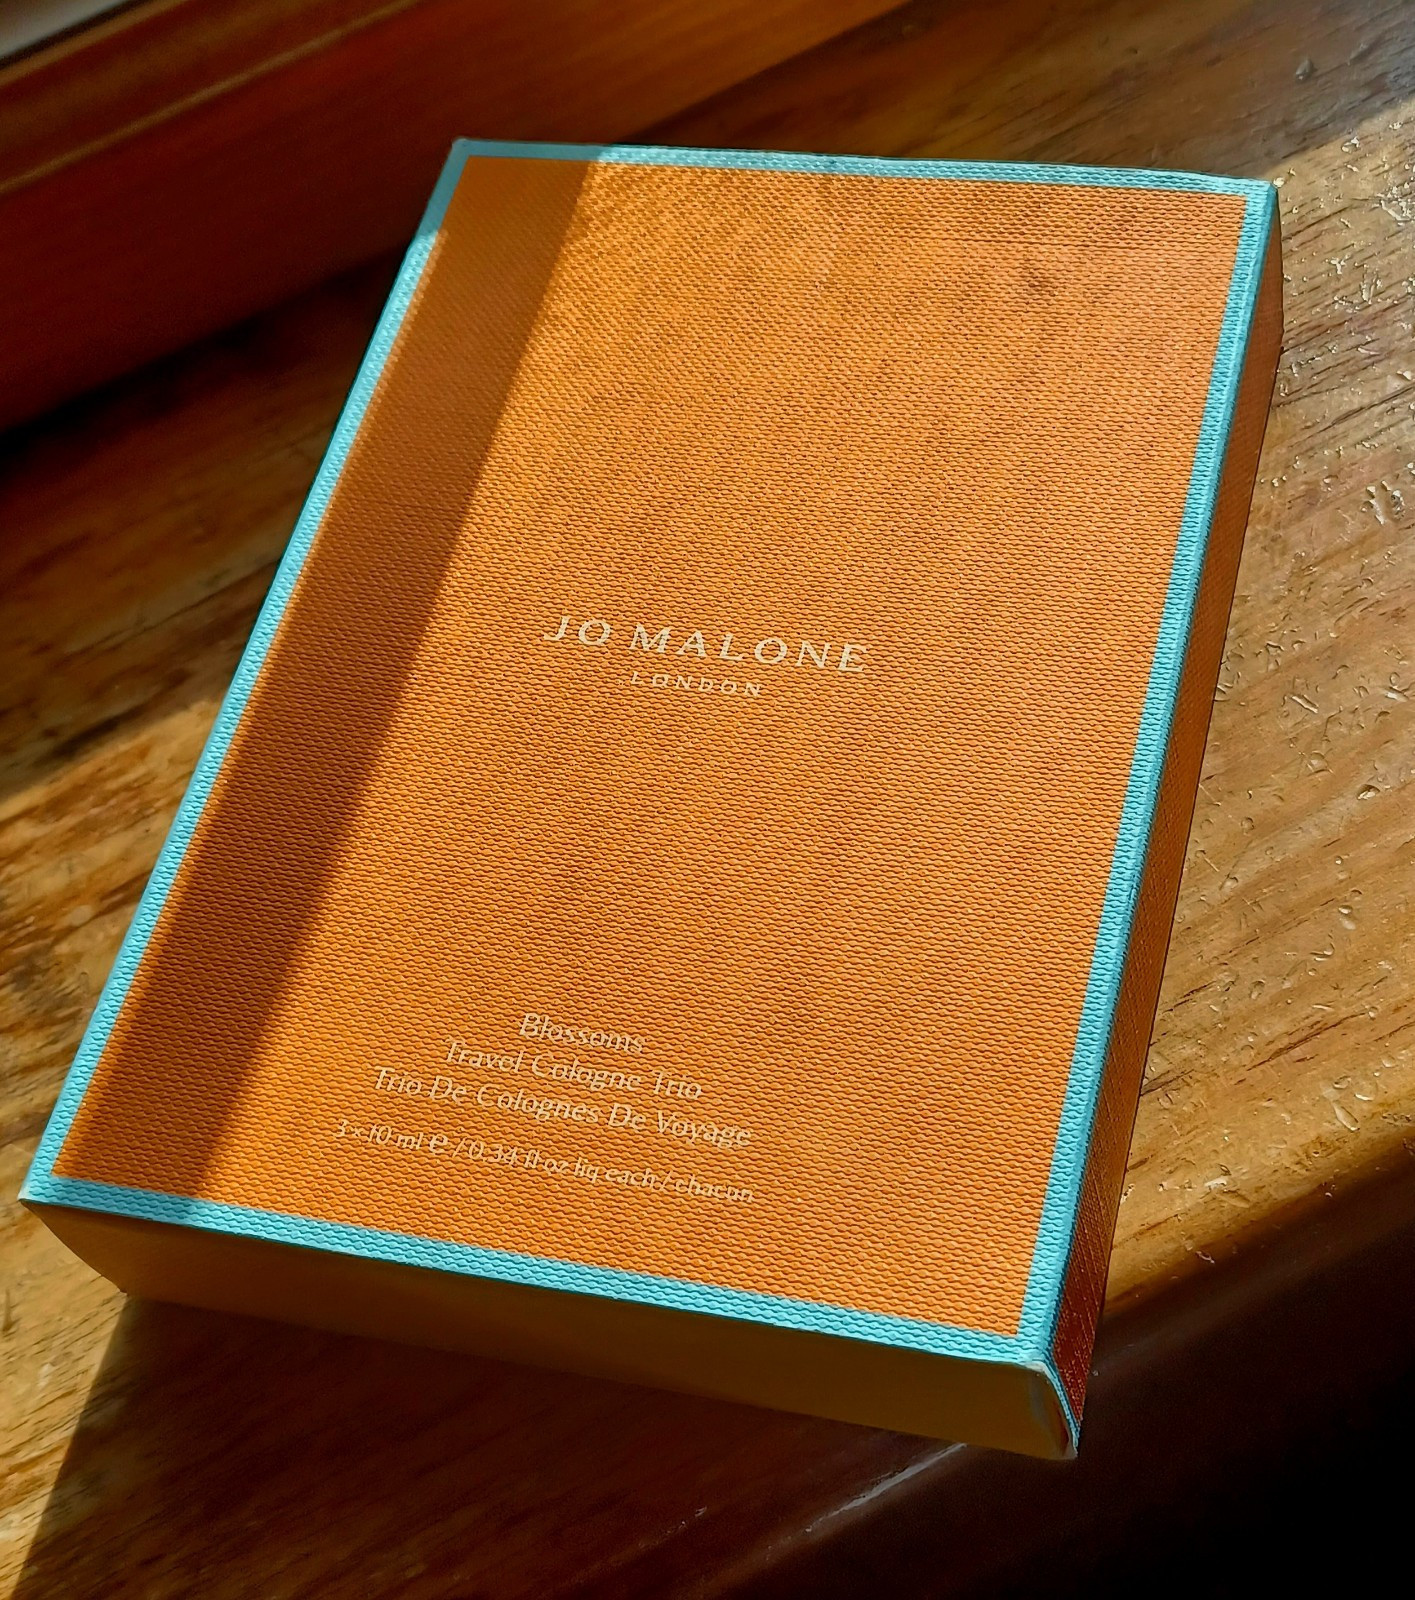 JO MALONE
LONDON
Blossoms
Travel Cologne Trio
Trio De Colognes De Voyage
3 x 10 ml ℮ / 0.34 fl oz liq each / chacun